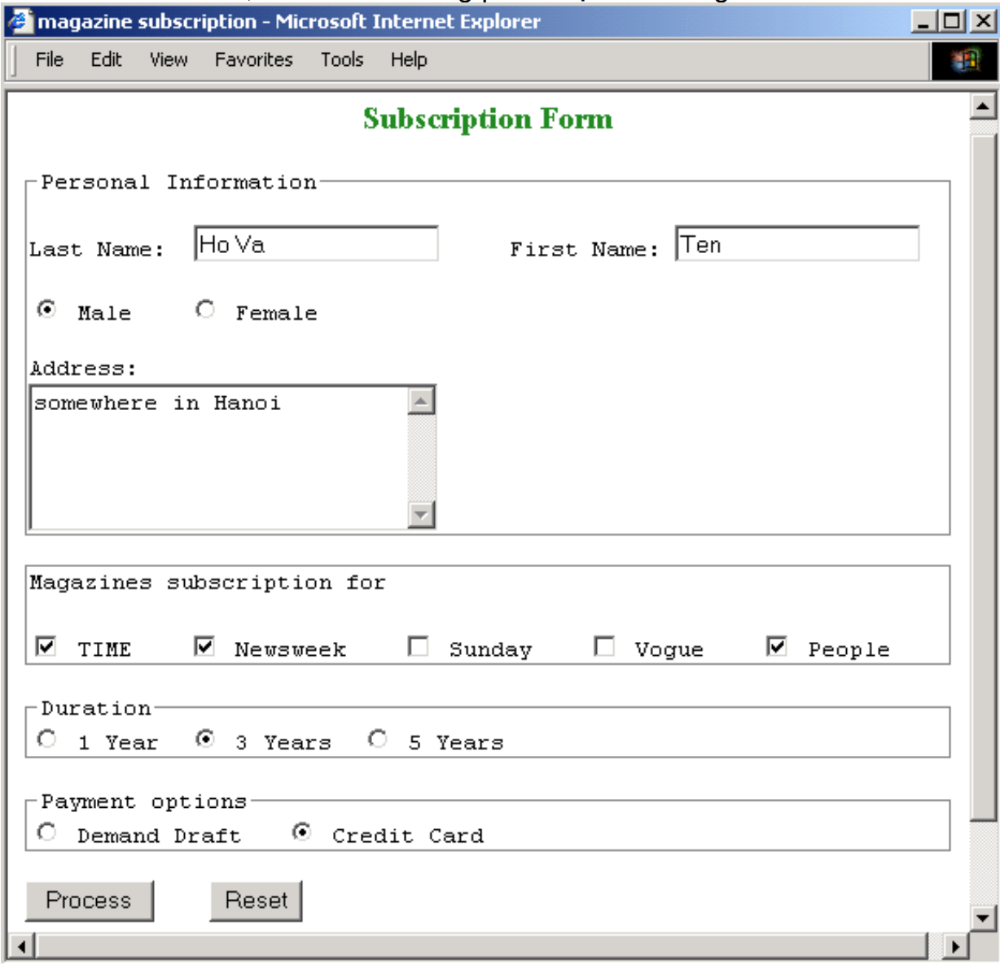 magazine subscription - Microsoft Internet Explorer
File Edit View Favorites Tools Help
Subscription Form
Personal Information
Last Name: Ho Va First Name: Ten
Male Female
Address:
somewhere in Hanoi
Magazines subscription for
TIME Newsweek Sunday Vogue People
Duration
1 Year 3 Years 5 Years
Payment options
Demand Draft Credit Card
Process Reset